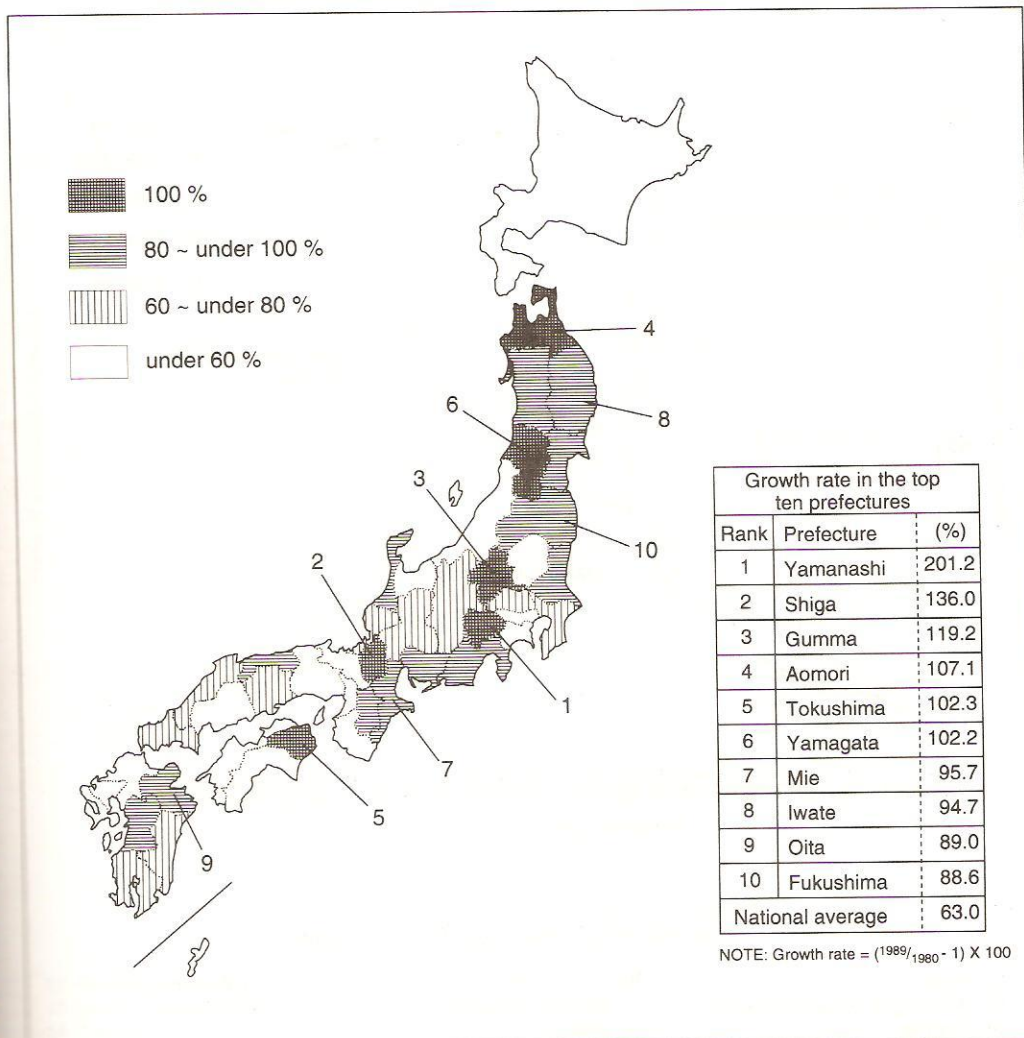 100 %
80 ~ under 100 %
60 ~ under 80 %
under 60 %
4
8
6
3
10
2
1
7
5
9
Growth rate in the top
ten prefectures
Rank Prefecture (%)
1 Yamanashi 201.2
2 Shiga 136.0
3 Gumma 119.2
4 Aomori 107.1
5 Tokushima 102.3
6 Yamagata 102.2
7 Mie 95.7
8 Iwate 94.7
9 Oita 89.0
10 Fukushima 88.6
National average 63.0
NOTE: Growth rate = (1989/1980 - 1) X 100